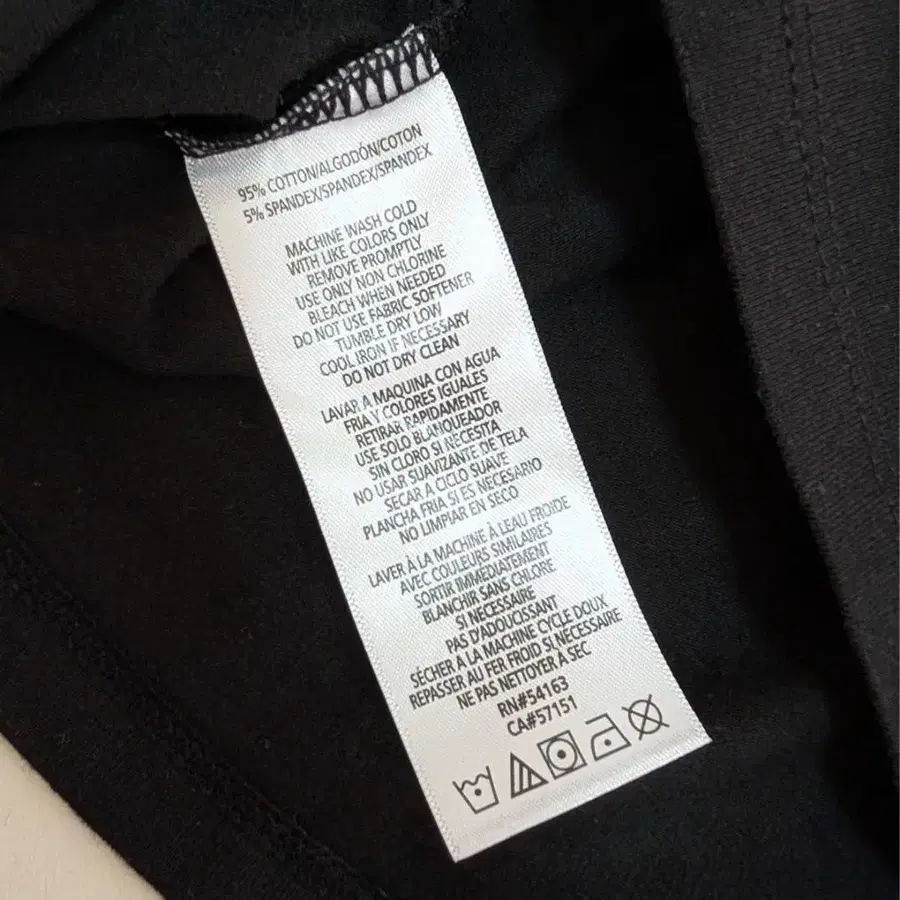 95% COTTON/ALGODÓN/COTON
5% SPANDEX/SPANDEX/SPANDEX
MACHINE WASH COLD
WITH LIKE COLORS ONLY
REMOVE PROMPTLY
USE ONLY NON CHLORINE
BLEACH WHEN NEEDED
DO NOT USE FABRIC SOFTENER
TUMBLE DRY LOW
COOL IRON IF NECESSARY
DO NOT DRY CLEAN
LAVAR A MAQUINA CON AGUA
FRIA Y COLORES IGUALES
RETIRAR RAPIDAMENTE
USE SOLO BLANQUEADOR
SIN CLORO SI NECESITA
NO USAR SUAVIZANTE DE TELA
SECAR A CICLO SUAVE
PLANCHA FRIA SI ES NECESARIO
NO LIMPIAR EN SECO
LAVER À LA MACHINE À LEAU FROIDE
AVEC COULEURS SIMILAIRES
SORTIR IMMÉDIATEMENT
BLANCHIR SANS CHLORE
SI NÉCESSAIRE
PAS D'ADOUCISSANT
SÉCHER À LA MACHINE CYCLE DOUX
REPASSER AU FER FROID SI NÉCESSAIRE
NE PAS NETTOYER À SEC
RN#54163
CA#57151